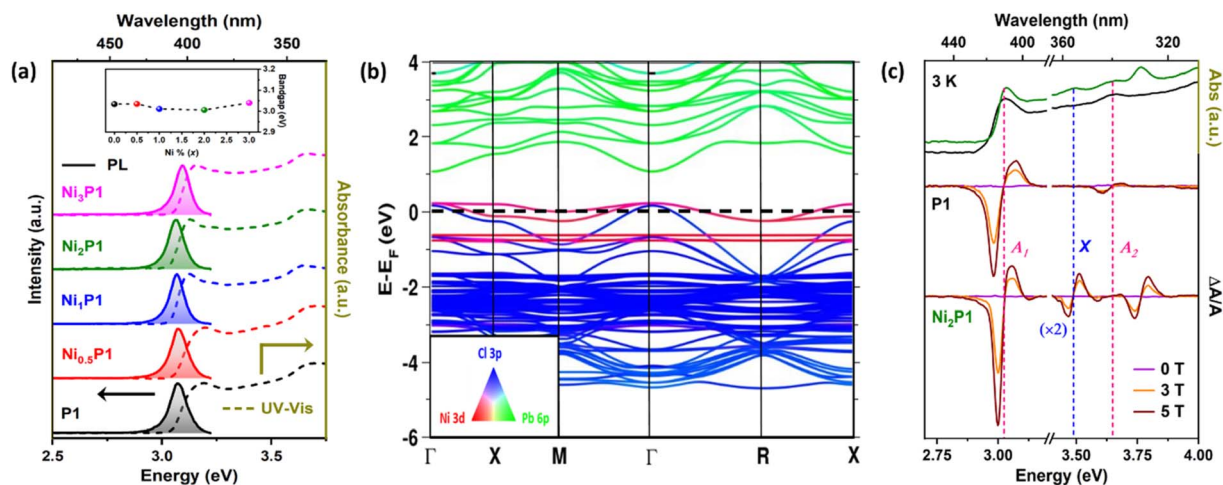 Wavelength (nm)
450
400
350
(a)
3.2
3.1
3.0
2.9
Bandgap (eV)
0.0
0.5
1.0
2.0
3.0
Ni % (x)
PL
Ni3P1
Ni2P1
Ni1P1
Ni0.5P1
P1
UV-Vis
Intensity (a.u.)
Absorbance (a.u.)
2.5
3.0
3.5
Energy (eV)
(b)
4
2
0
-2
-4
-6
E-EF (eV)
Cl 3p
Ni 3d
Pb 6p
Γ
X
M
Γ
R
X
Wavelength (nm)
440
400
360
320
(c)
3 K
Abs (a.u.)
P1
A1
X
A2
ΔA/A
Ni2P1
(×2)
0 T
3 T
5 T
2.75
3.00
3.50
3.75
4.00
Energy (eV)